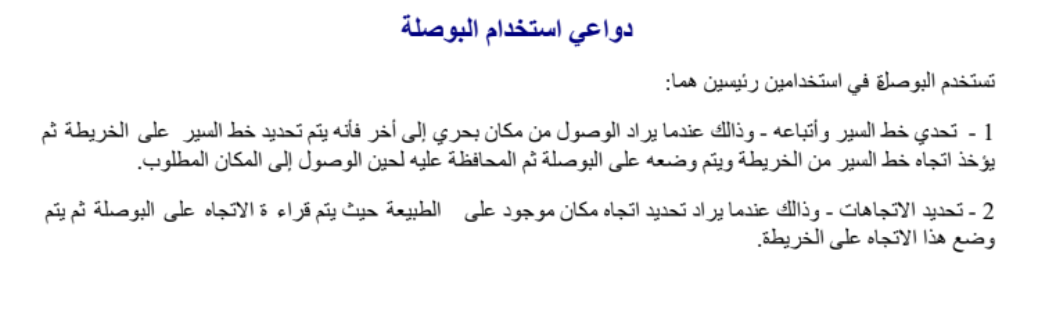 دواعي استخدام البوصلة
تستخدم البوصلة في استخدامين رئيسين هما:
1 - تحدي خط السير وأتباعه - وذالك عندما يراد الوصول من مكان بحري إلى أخر فأنه يتم تحديد خط السير على الخريطة ثم
يؤخذ اتجاه خط السير من الخريطة ويتم وضعه على البوصلة ثم المحافظة عليه لحين الوصول إلى المكان المطلوب.
2 - تحديد الاتجاهات - وذالك عندما يراد تحديد اتجاه مكان موجود على الطبيعة حيث يتم قراء ة الاتجاه على البوصلة ثم يتم
وضع هذا الاتجاه على الخريطة.